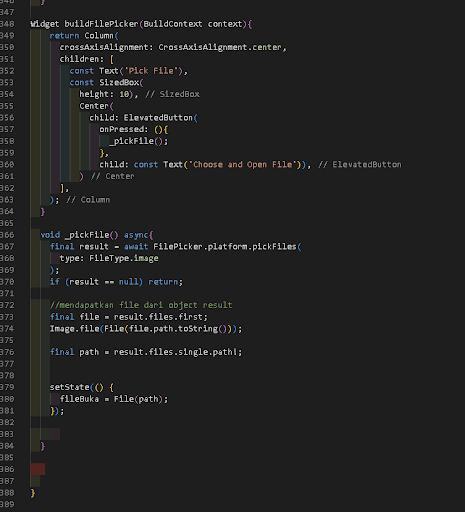 346 }
347
348 Widget buildFilePicker(BuildContext context){
349 return Column(
350 crossAxisAlignment: CrossAxisAlignment.center,
351 children: [
352 const Text('Pick File'),
353 const SizedBox(
354 height: 10), // SizedBox
355 Center(
356 child: ElevatedButton(
357 onPressed: (){
358 _pickFile();
359 },
360 child: const Text('Choose and Open File')), // ElevatedButton
361 ) // Center
362 ],
363 ); // Column
364 }
365
366 void _pickFile() async{
367 final result = await FilePicker.platform.pickFiles(
368 type: FileType.image
369 );
370 if (result == null) return;
371
372 //mendapatkan file dari object result
373 final file = result.files.first;
374 Image.file(File(file.path.toString()));
375
376 final path = result.files.single.path!;
377
378
379 setState(() {
380 fileBuka = File(path);
381 });
382
383
384 }
385
386
387
388 }
389